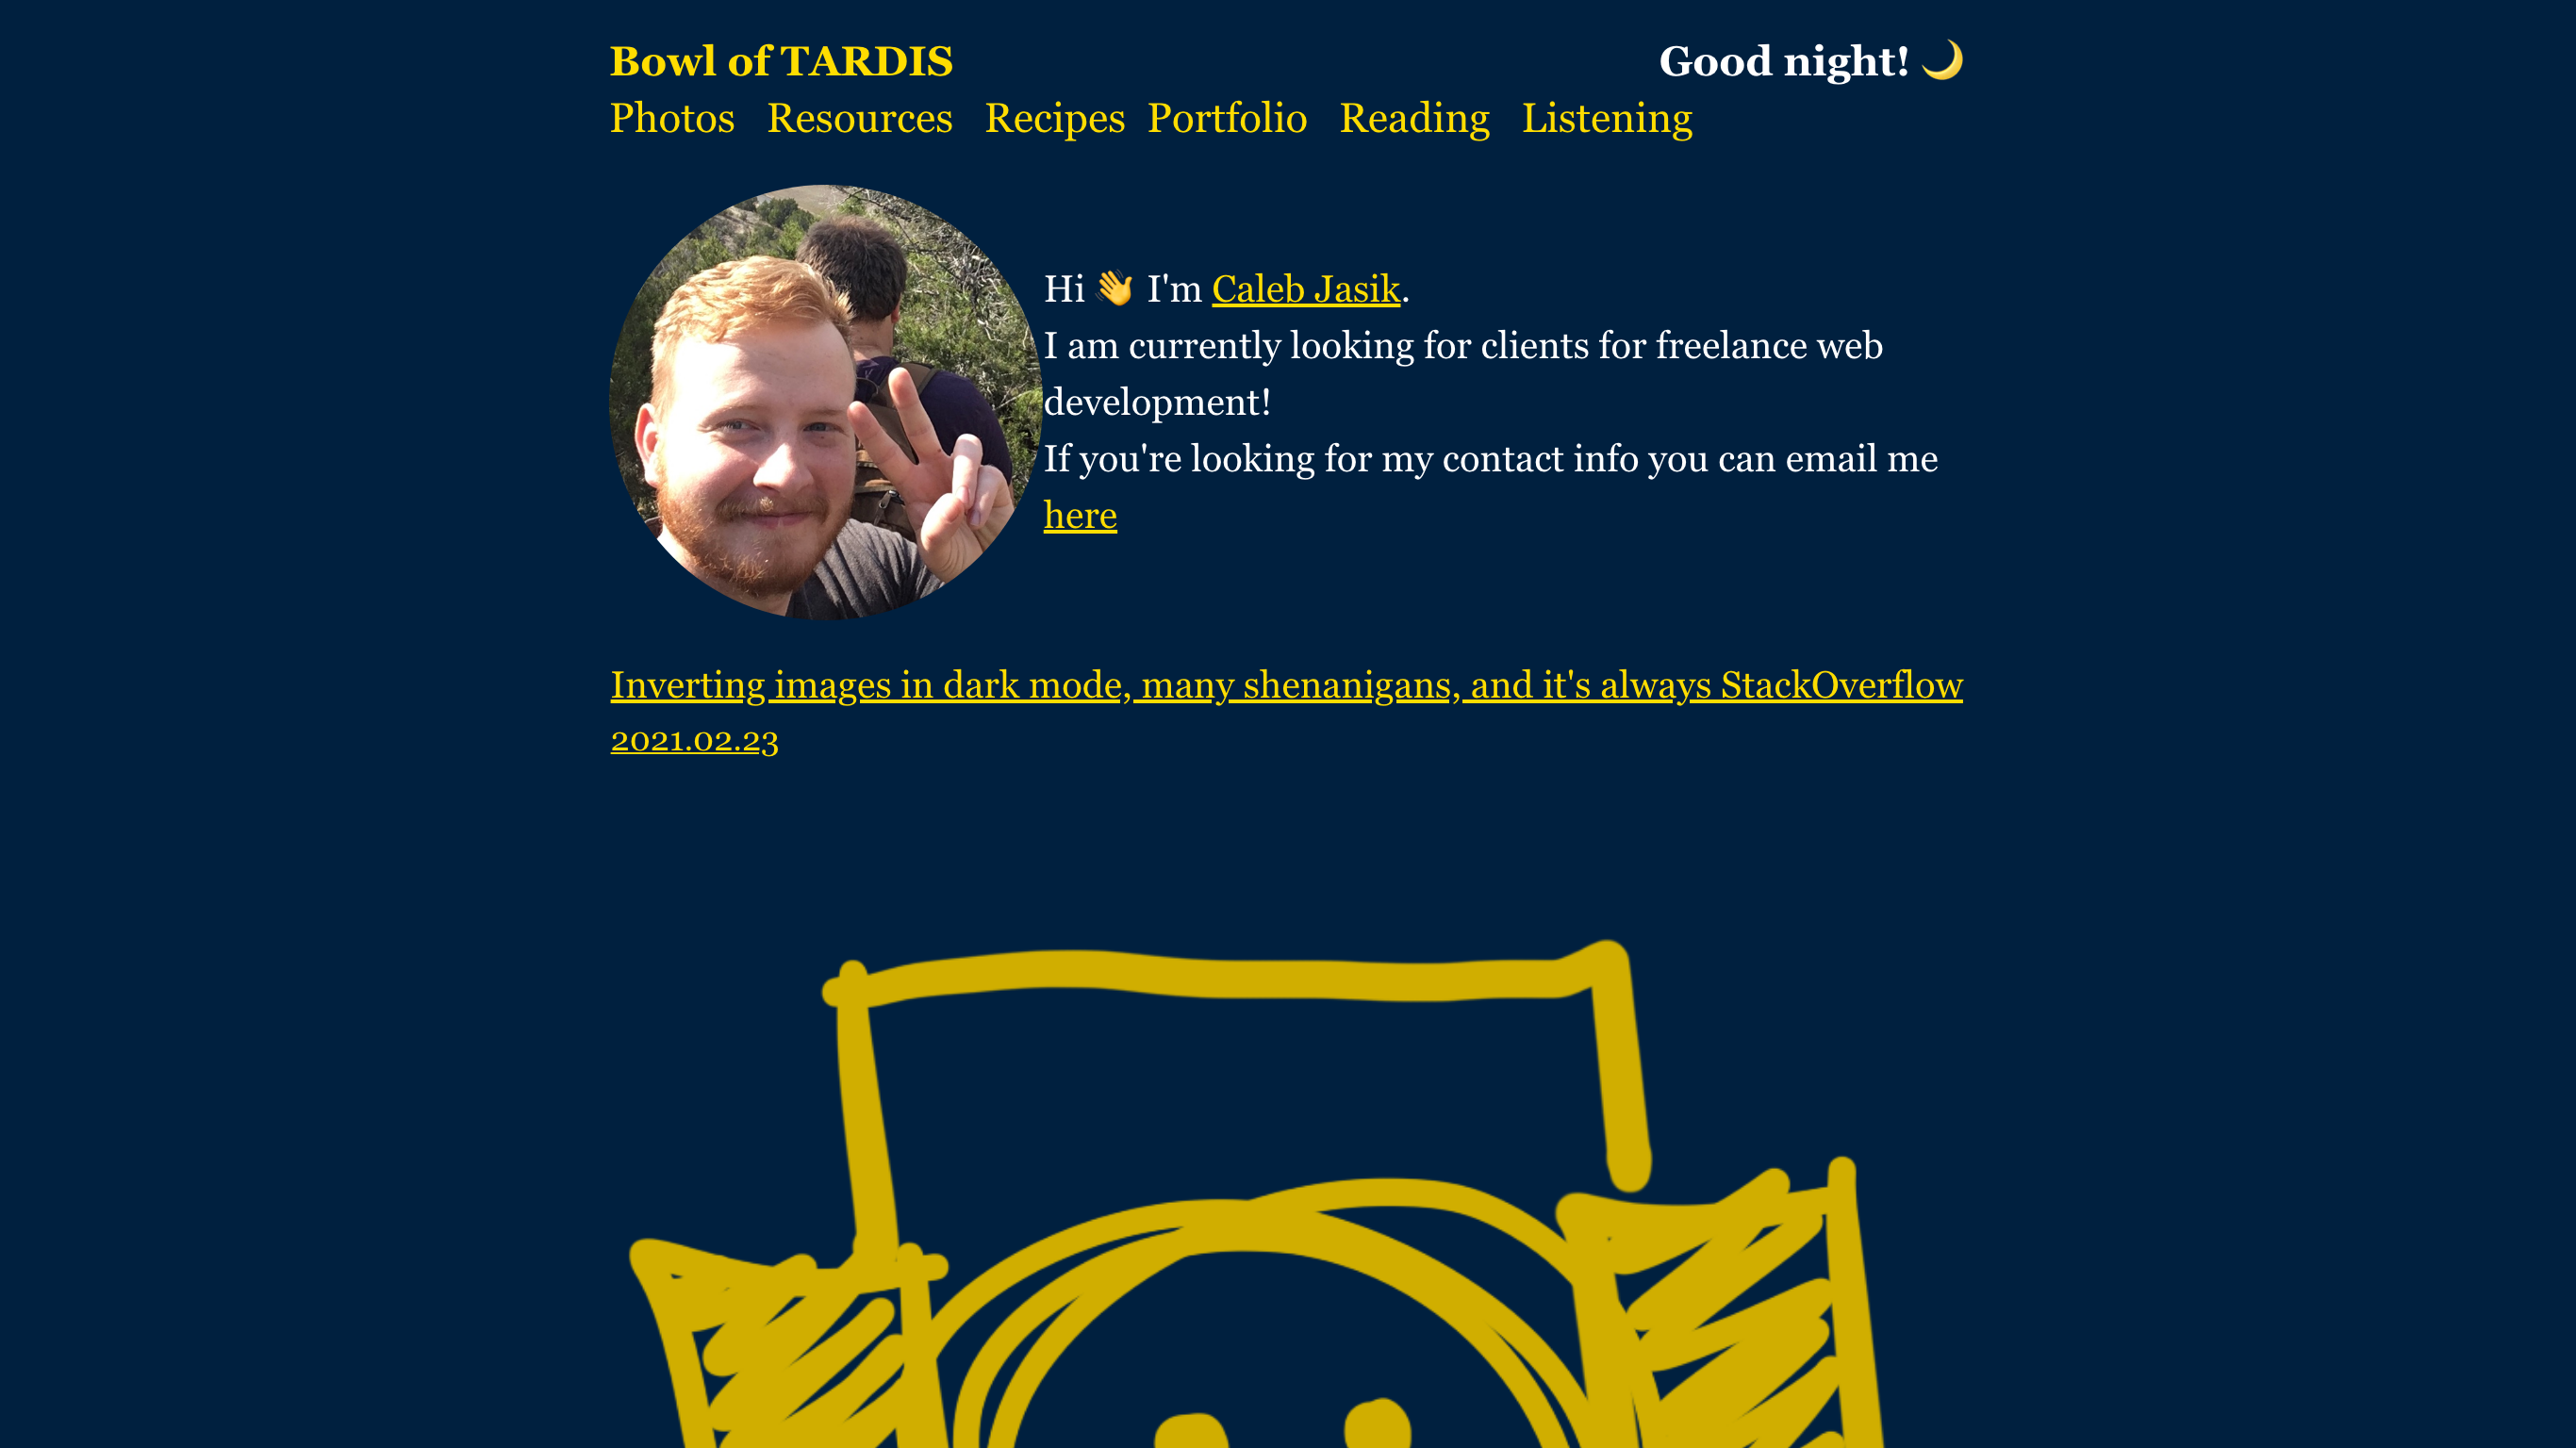 Bowl of TARDIS
Good night! 🌙
Photos Resources Recipes Portfolio Reading Listening
Hi 👋 I'm Caleb Jasik.
I am currently looking for clients for freelance web
development!
If you're looking for my contact info you can email me
here
Inverting images in dark mode, many shenanigans, and it's always StackOverflow
2021.02.23